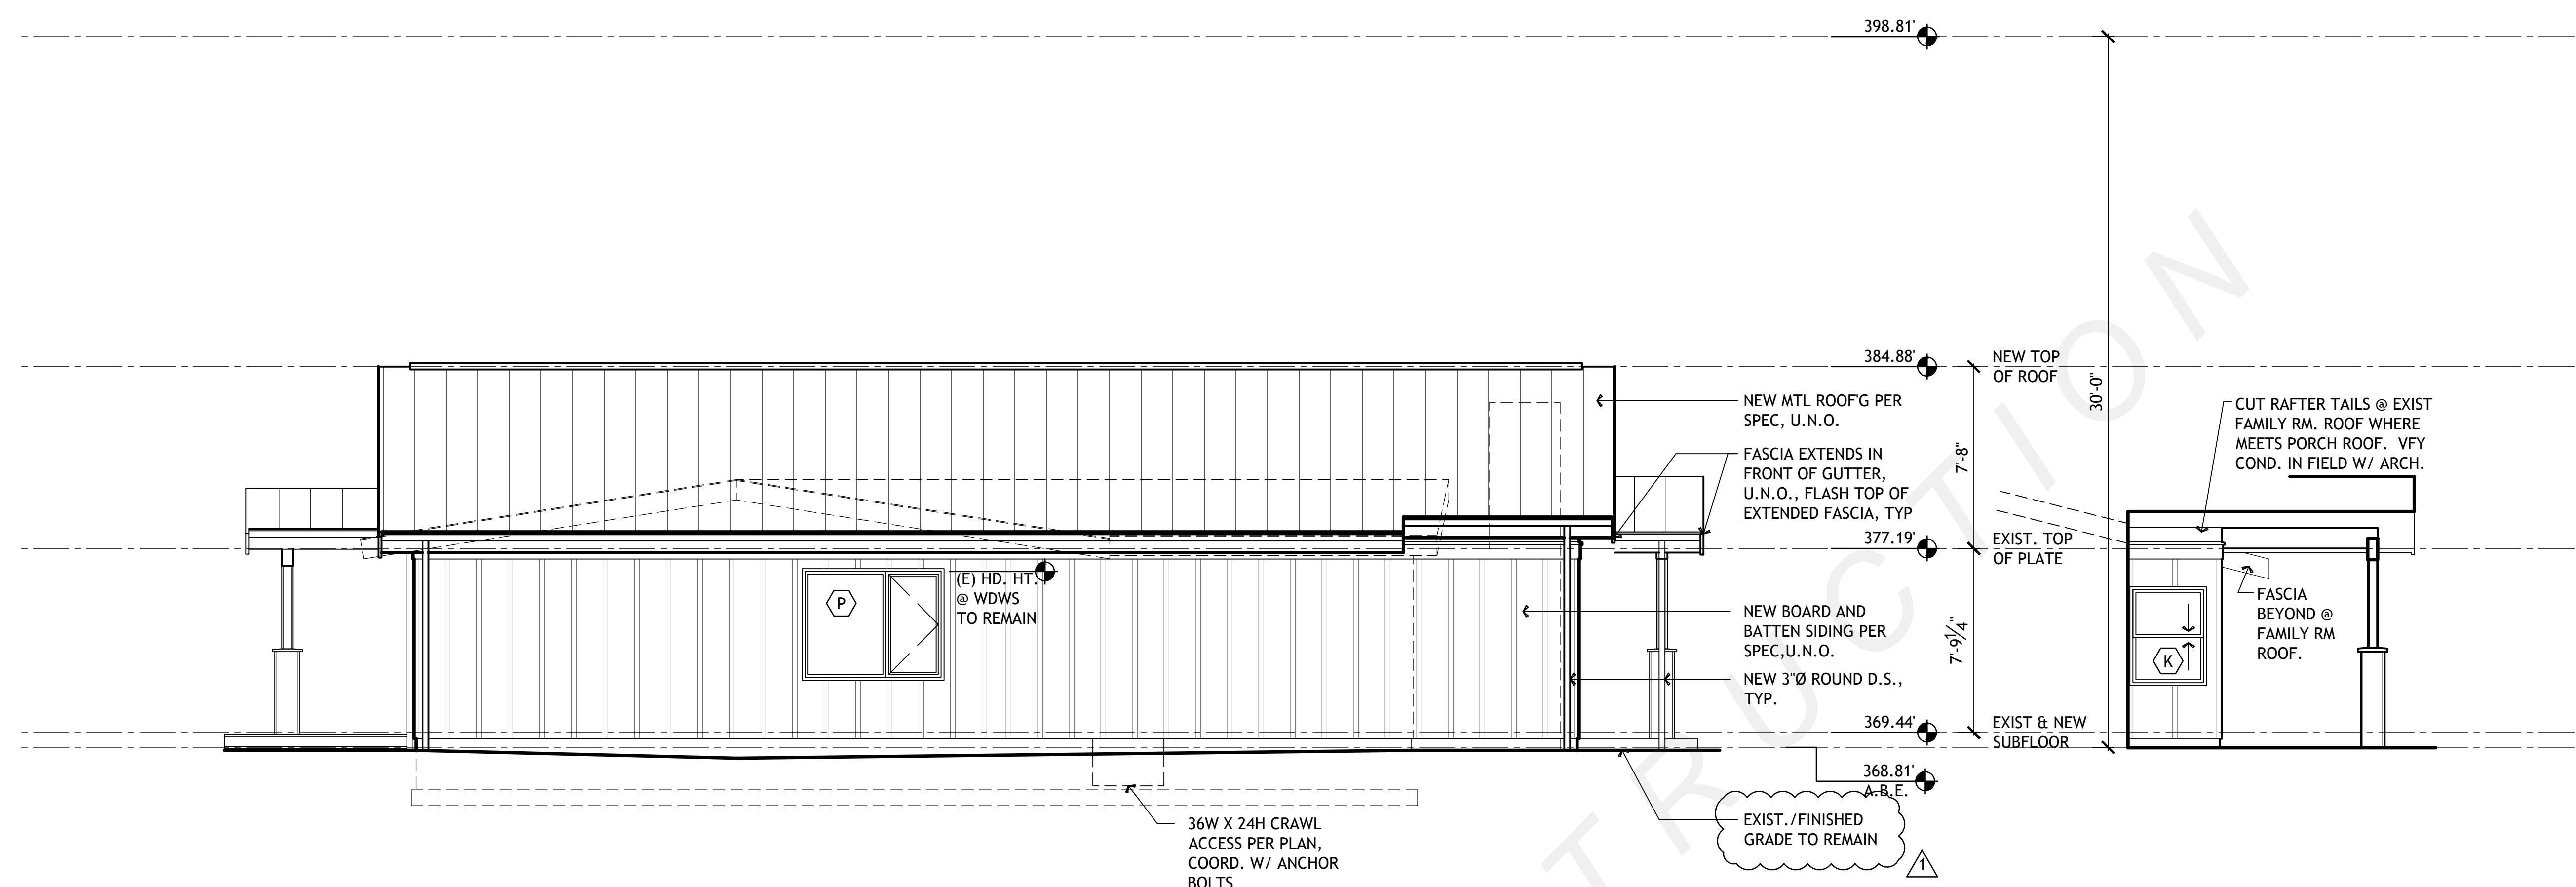 398.81'
384.88'
NEW TOP
OF ROOF
30'-0"
7'-8"
NEW MTL ROOF'G PER
SPEC, U.N.O.
FASCIA EXTENDS IN
FRONT OF GUTTER,
U.N.O., FLASH TOP OF
EXTENDED FASCIA, TYP
CUT RAFTER TAILS @ EXIST
FAMILY RM. ROOF WHERE
MEETS PORCH ROOF. VFY
COND. IN FIELD W/ ARCH.
377.19'
EXIST. TOP
OF PLATE
(E) HD. HT.
@ WDWS
TO REMAIN
P
NEW BOARD AND
BATTEN SIDING PER
SPEC,U.N.O.
7'-9 1/4"
FASCIA
BEYOND @
FAMILY RM
ROOF.
K
NEW 3"Ø ROUND D.S.,
TYP.
369.44'
EXIST & NEW
SUBFLOOR
368.81'
A.B.E.
36W X 24H CRAWL
ACCESS PER PLAN,
COORD. W/ ANCHOR
BOLTS
EXIST./FINISHED
GRADE TO REMAIN
1
TRUCTION